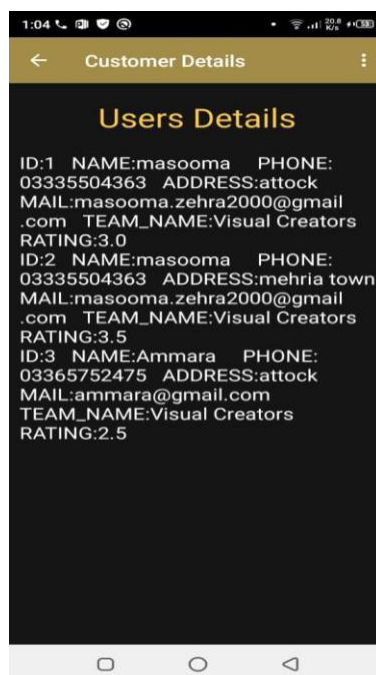 1:04 20.8 K/s
Customer Details
Users Details
ID:1 NAME:masooma PHONE:
03335504363 ADDRESS:attock
MAIL:masooma.zehra2000@gmail
.com TEAM_NAME:Visual Creators
RATING:3.0
ID:2 NAME:masooma PHONE:
03335504363 ADDRESS:mehria town
MAIL:masooma.zehra2000@gmail
.com TEAM_NAME:Visual Creators
RATING:3.5
ID:3 NAME:Ammara PHONE:
03365752475 ADDRESS:attock
MAIL:ammara@gmail.com
TEAM_NAME:Visual Creators
RATING:2.5